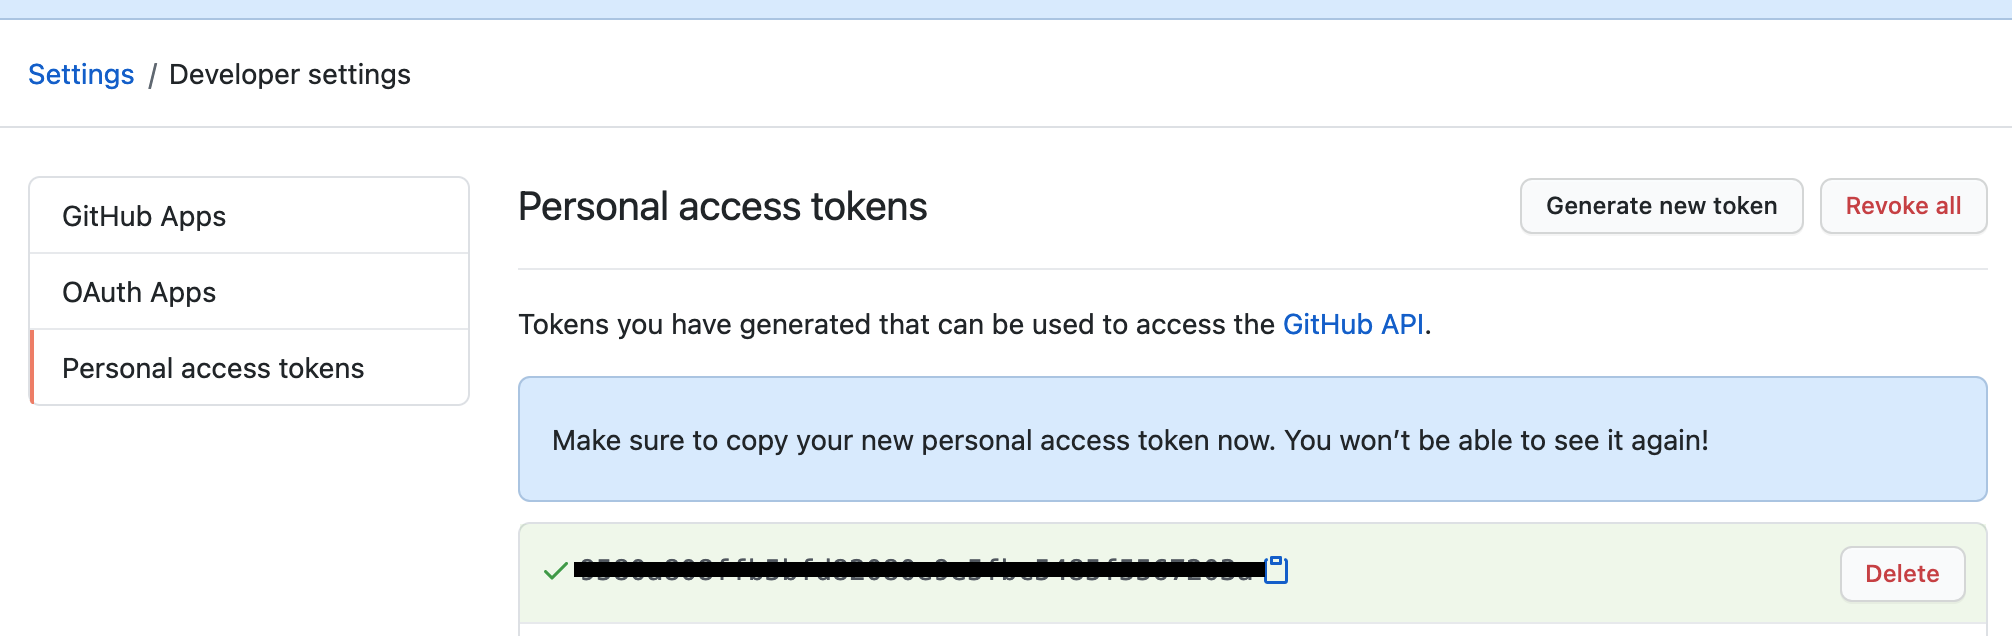 Settings / Developer settings
GitHub Apps
OAuth Apps
Personal access tokens
Personal access tokens
Generate new token
Revoke all
Tokens you have generated that can be used to access the GitHub API.
Make sure to copy your new personal access token now. You won't be able to see it again!
Delete